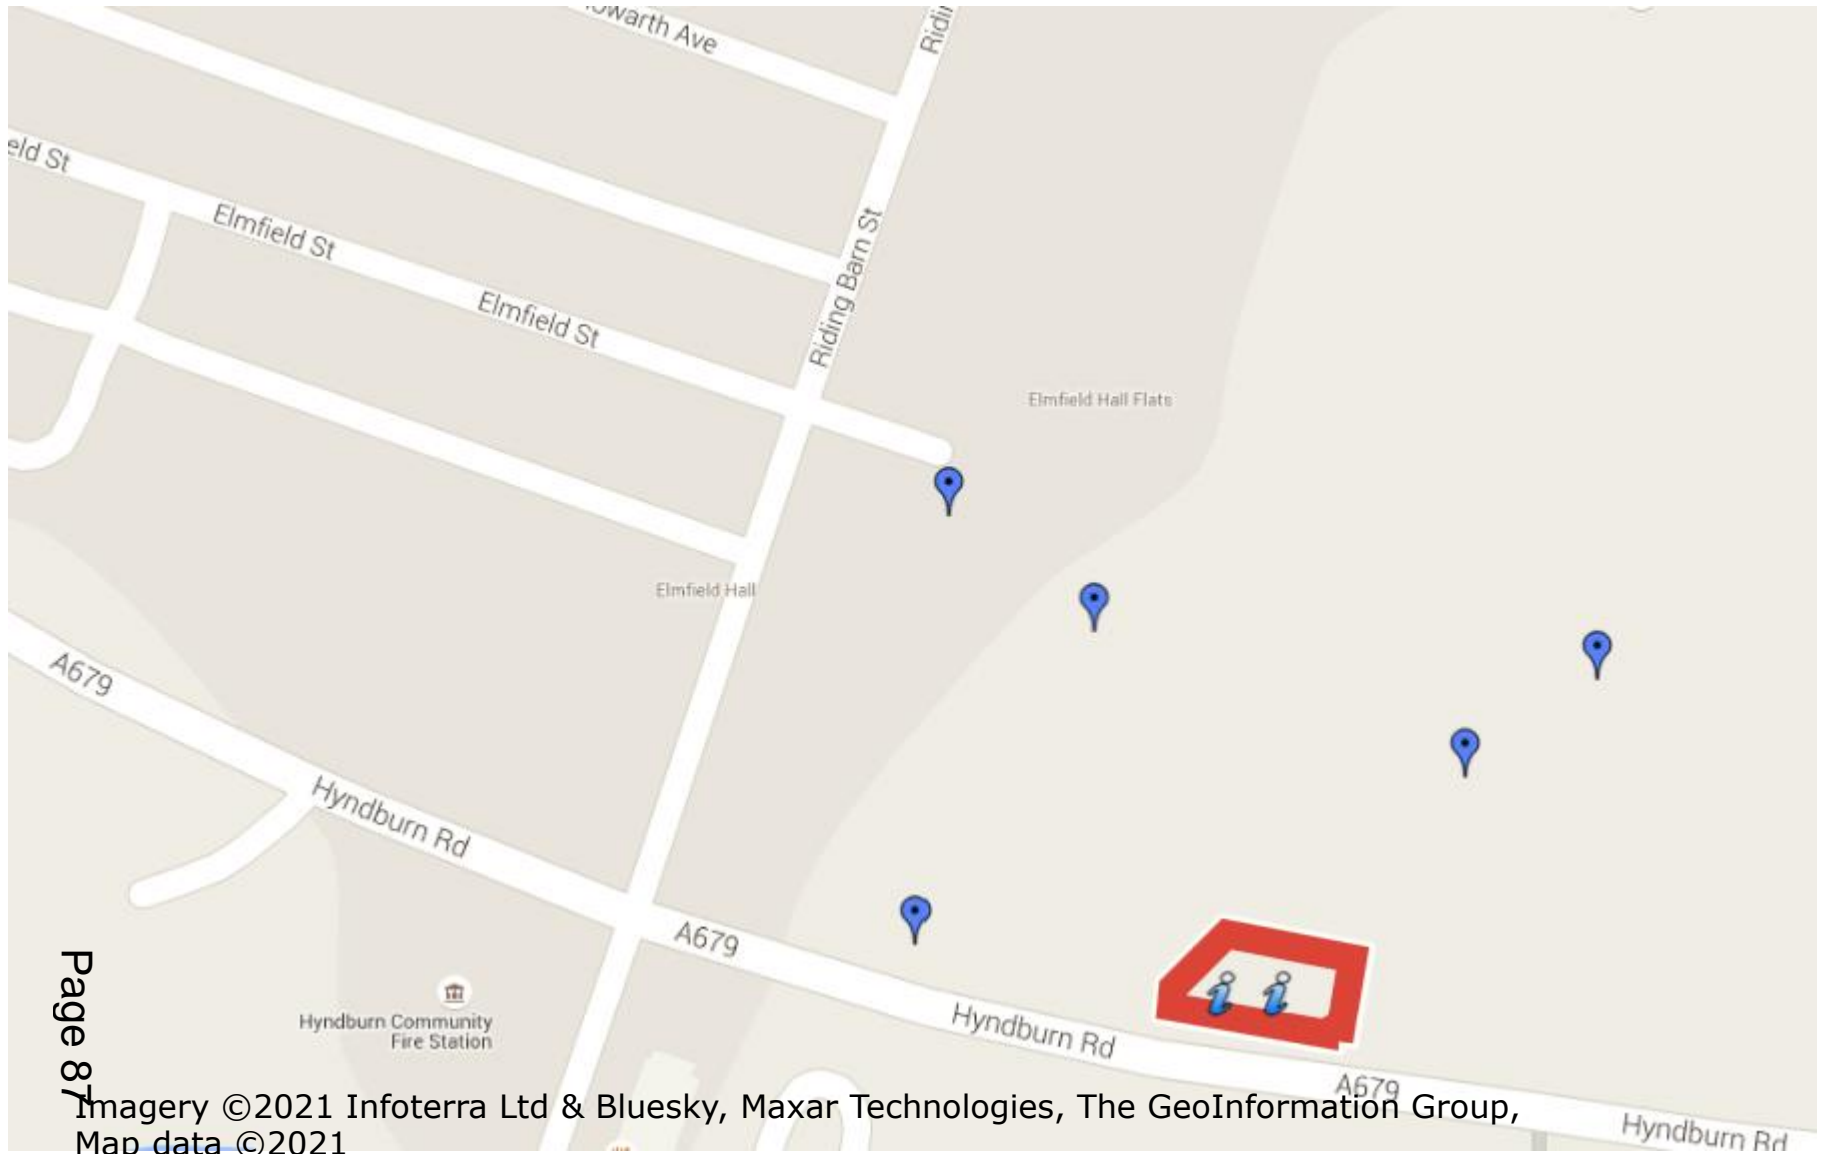 owarth Ave
Ridi
eld St
Elmfield St
Riding Barn St
Elmfield St
Elmfield Hall Flats
Elmfield Hall
A679
Hyndburn Rd
A679
Hyndburn Rd
Hyndburn Community
Fire Station
A679
Hyndburn Rd
Page 87
Imagery ©2021 Infoterra Ltd & Bluesky, Maxar Technologies, The GeoInformation Group,
Map data ©2021